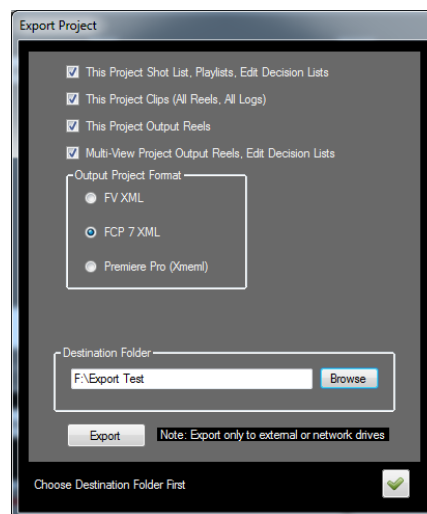 Export Project
This Project Shot List, Playlists, Edit Decision Lists
This Project Clips (All Reels, All Logs)
This Project Output Reels
Multi-View Project Output Reels, Edit Decision Lists
Output Project Format
FV XML
FCP 7 XML
Premiere Pro (Xmeml)
Destination Folder
F:\Export Test
Browse
Export
Note: Export only to external or network drives
Choose Destination Folder First